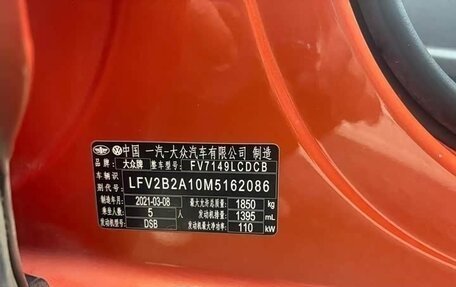 中国 一汽-大众汽车有限公司 制造
品牌: 大众牌 整车型号: FV7149LCDCB
车辆识别代号: LFV2B2A10M5162086
制造年月 2021-03-08 最大允许总质量: 1850 kg
乘坐人数 5 发动机排量: 1395 mL
发动机型号 DSB 发动机最大净功率: 110 kW